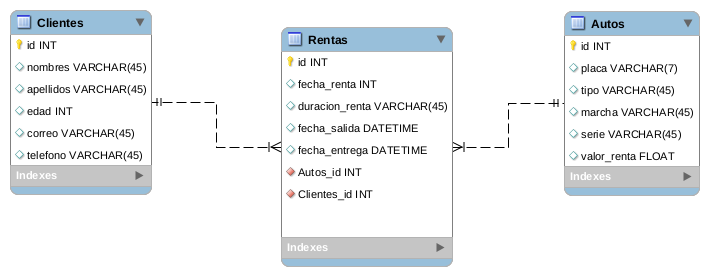 Clientes
id INT
nombres VARCHAR(45)
apellidos VARCHAR(45)
edad INT
correo VARCHAR(45)
telefono VARCHAR(45)
Indexes
Rentas
id INT
fecha_renta INT
duracion_renta VARCHAR(45)
fecha_salida DATETIME
fecha_entrega DATETIME
Autos_id INT
Clientes_id INT
Indexes
Autos
id INT
placa VARCHAR(7)
tipo VARCHAR(45)
marcha VARCHAR(45)
serie VARCHAR(45)
valor_renta FLOAT
Indexes